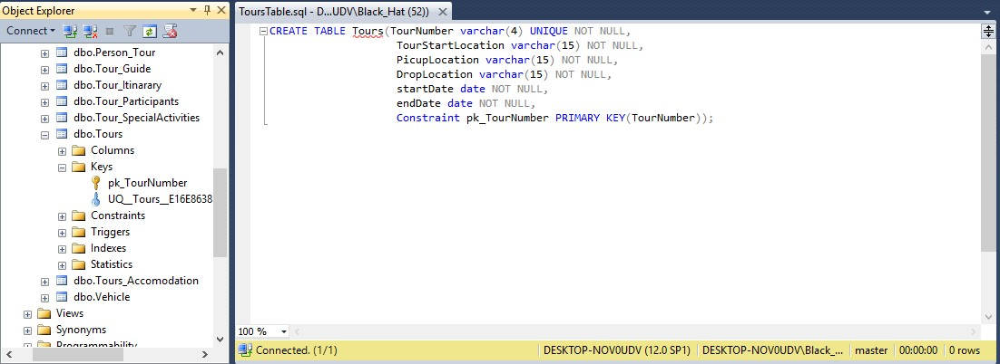 Object Explorer
Connect
dbo.Person_Tour
dbo.Tour_Guide
dbo.Tour_Itinarary
dbo.Tour_Participants
dbo.Tour_SpecialActivities
dbo.Tours
Columns
Keys
pk_TourNumber
UQ__Tours__E16E8638
Constraints
Triggers
Indexes
Statistics
dbo.Tours_Accomodation
dbo.Vehicle
Views
Synonyms
Programmability
ToursTable.sql - D...UDV\Black_Hat (52))
CREATE TABLE Tours(TourNumber varchar(4) UNIQUE NOT NULL,
TourStartLocation varchar(15) NOT NULL,
PicupLocation varchar(15) NOT NULL,
DropLocation varchar(15) NOT NULL,
startDate date NOT NULL,
endDate date NOT NULL,
Constraint pk_TourNumber PRIMARY KEY(TourNumber));
100 %
Connected. (1/1)
DESKTOP-NOV0UDV (12.0 SP1)
DESKTOP-NOV0UDV\Black_...
master
00:00:00
0 rows